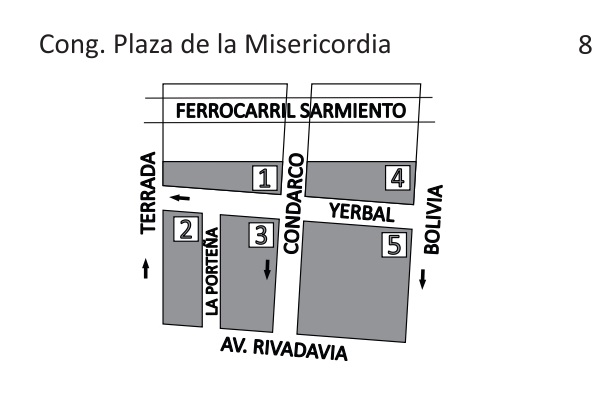 Cong. Plaza de la Misericordia 8
FERROCARRIL SARMIENTO
TERRADA
1
CONDARCO
4
YERBAL
BOLIVIA
2
LA PORTEÑA
3
5
AV. RIVADAVIA